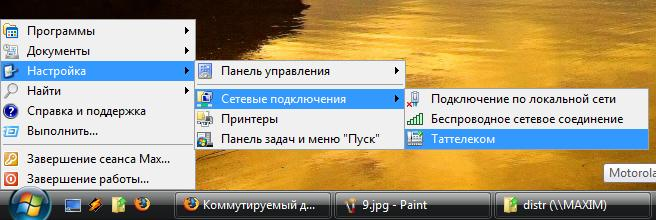 Программы
Документы
Настройка
Найти
Справка и поддержка
Выполнить...
Завершение сеанса Max...
Завершение работы...
Панель управления
Сетевые подключения
Принтеры
Панель задач и меню "Пуск"
Подключение по локальной сети
Беспроводное сетевое соединение
Таттелеком
Motorola
Коммутируемый д...
9.jpg - Paint
distr (\\MAXIM)